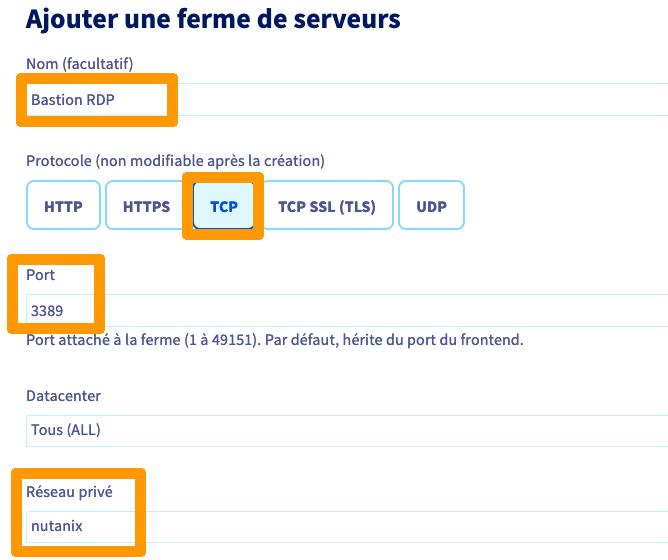 Ajouter une ferme de serveurs
Nom (facultatif)
Bastion RDP
Protocole (non modifiable après la création)
HTTP HTTPS TCP TCP SSL (TLS) UDP
Port
3389
Port attaché à la ferme (1 à 49151). Par défaut, hérite du port du frontend.
Datacenter
Tous (ALL)
Réseau privé
nutanix